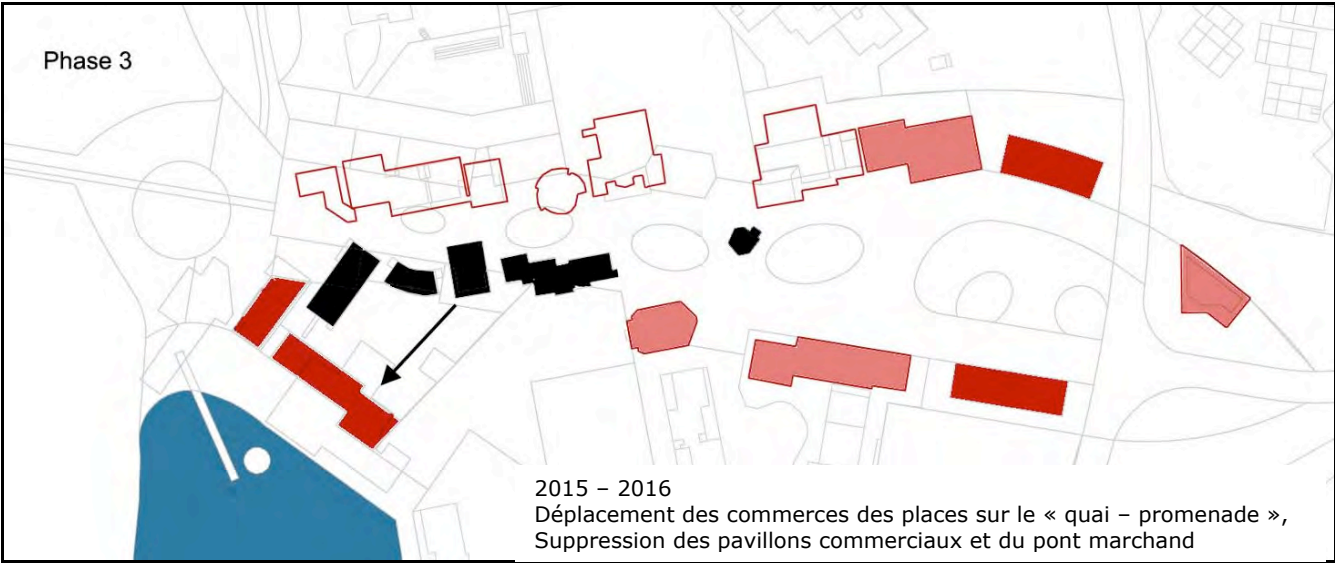 Phase 3
2015 – 2016
Déplacement des commerces des places sur le « quai – promenade »,
Suppression des pavillons commerciaux et du pont marchand